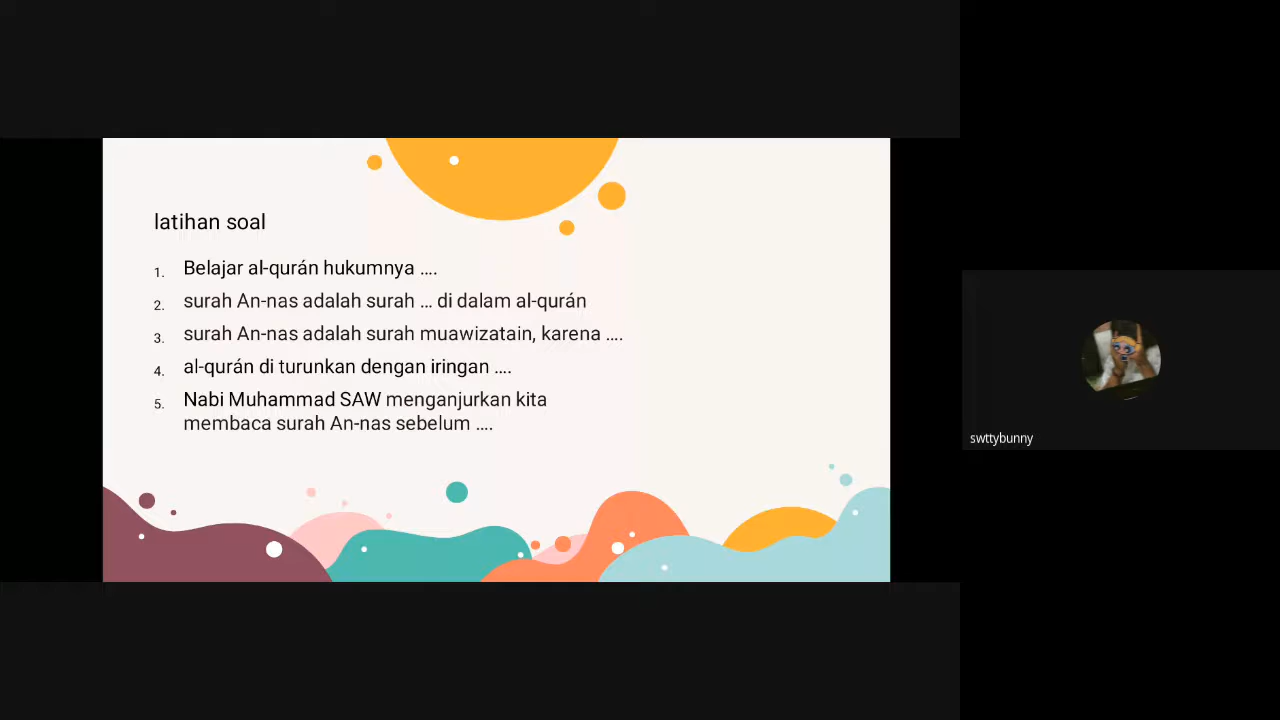 latihan soal
1. Belajar al-qurán hukumnya ....
2. surah An-nas adalah surah ... di dalam al-qurán
3. surah An-nas adalah surah muawizatain, karena ....
4. al-qurán di turunkan dengan iringan ....
5. Nabi Muhammad SAW menganjurkan kita
membaca surah An-nas sebelum ....
swttybunny